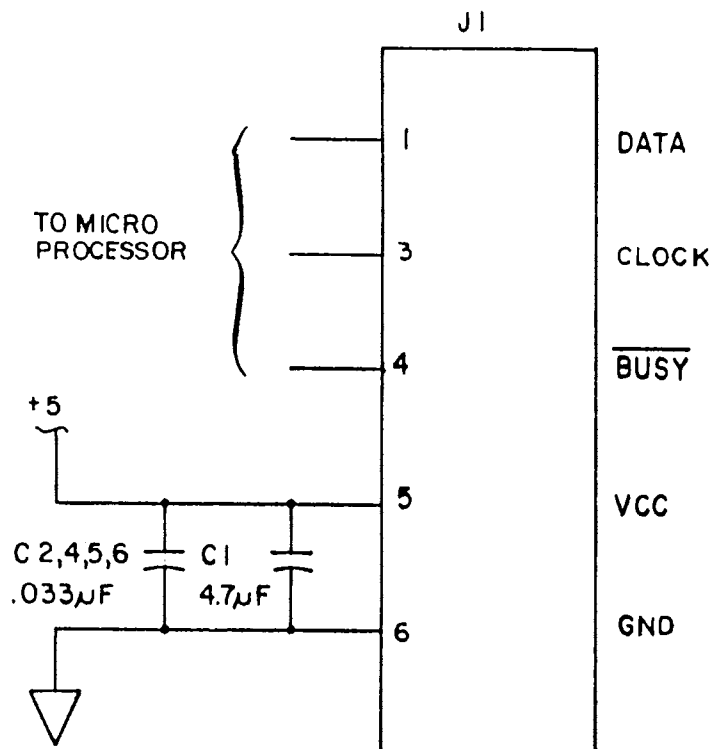 J1
1 DATA
TO MICRO
PROCESSOR
3 CLOCK
4 BUSY
+5
5 VCC
C 2,4,5,6
.033µF
C1
4.7µF
6 GND